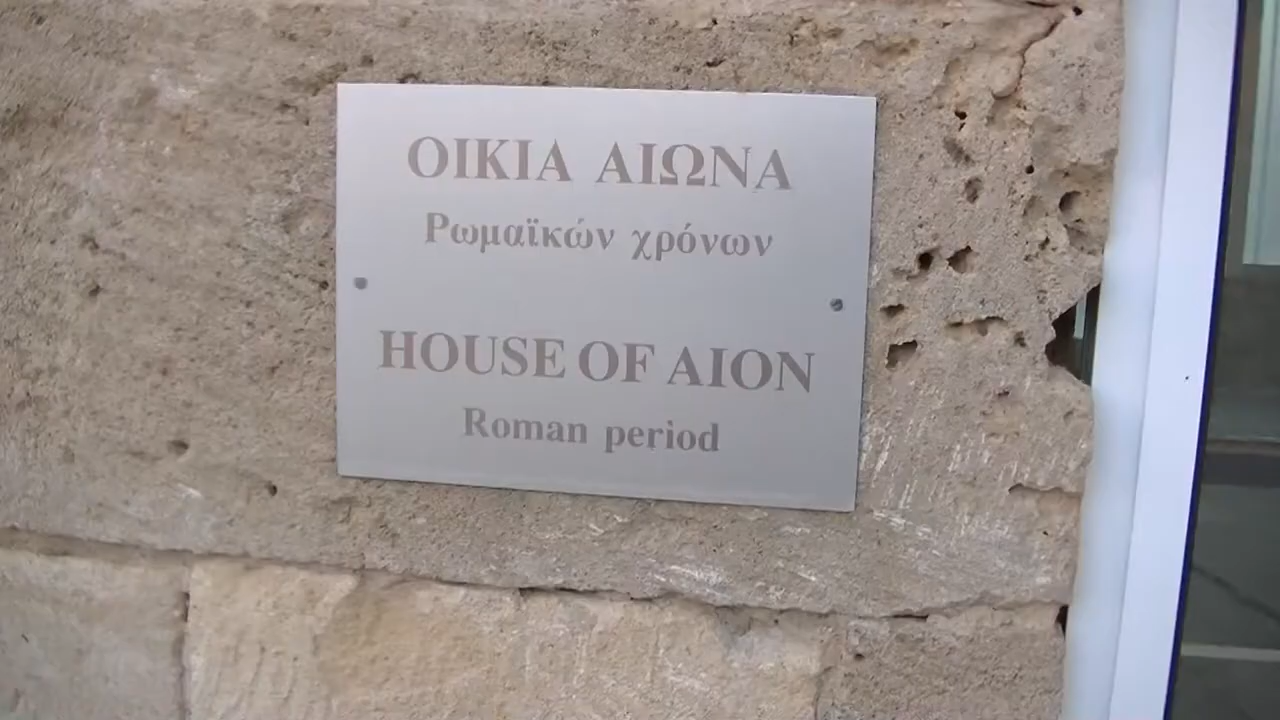 ΟΙΚΙΑ ΑΙΩΝΑ
Ρωμαϊκών χρόνων
HOUSE OF AION
Roman period